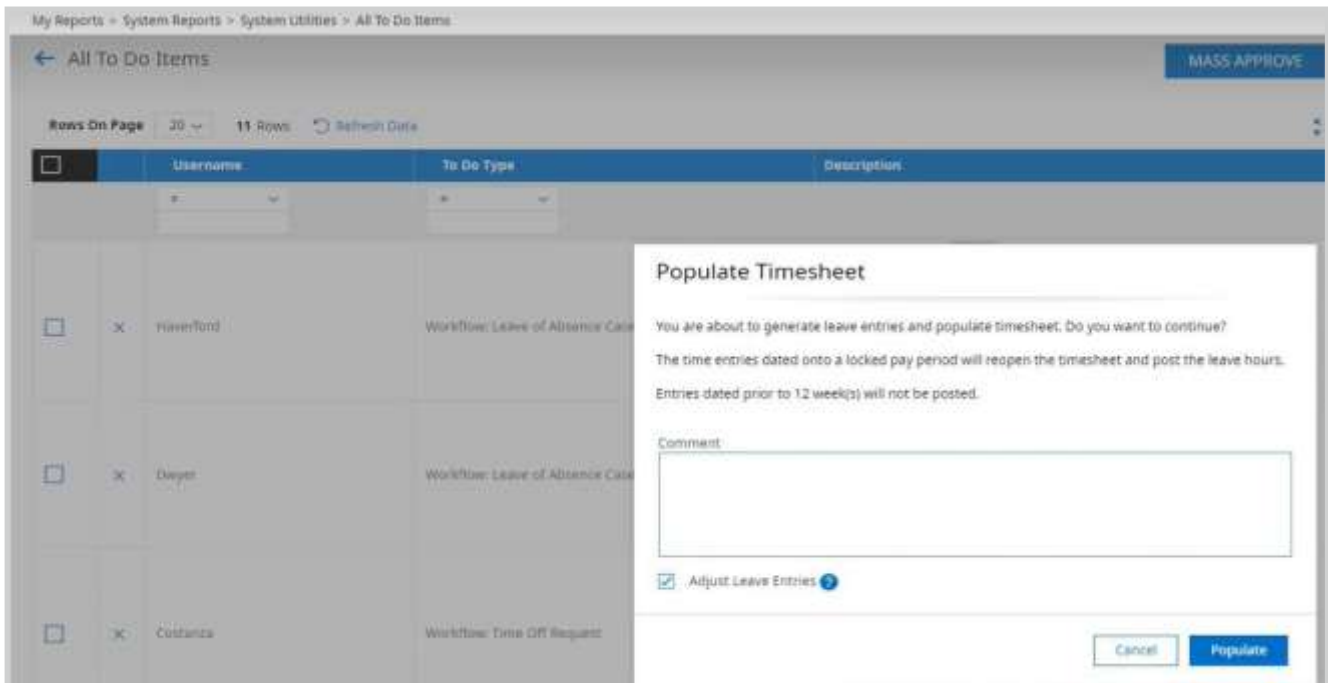 My Reports > System Reports > System Utilities > All To Do Items
← All To Do Items
MASS APPROVE
Rows On Page 20 11 Rows Refresh Data
Username To Do Type Description
= =
Populate Timesheet
Haverford Workflow: Leave of Absence Case
You are about to generate leave entries and populate timesheet. Do you want to continue?
The time entries dated onto a locked pay period will reopen the timesheet and post the leave hours.
Entries dated prior to 12 week(s) will not be posted.
Comment
Dwyer Workflow: Leave of Absence Case
Adjust Leave Entries ?
Costanza Workflow: Time Off Request
Cancel Populate